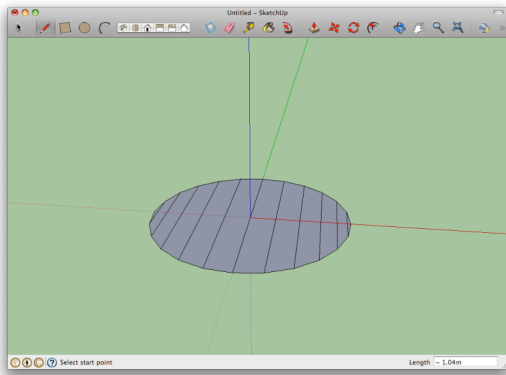 Untitled – SketchUp
Select start point
Length ~ 1.04m